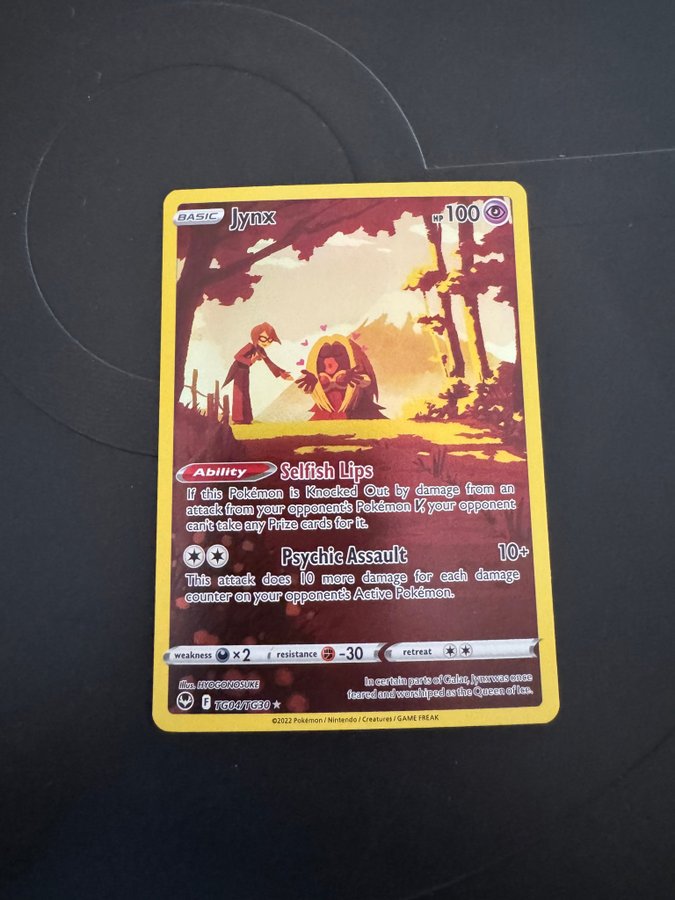 BASIC Jynx HP 100
Ability Selfish Lips
If this Pokémon is Knocked Out by damage from an
attack from your opponent's Pokémon V, your opponent
can't take any Prize cards for it.
Psychic Assault 10+
This attack does 10 more damage for each damage
counter on your opponent's Active Pokémon.
weakness ×2 resistance -30 retreat
Illus. HYOGONOSUKE
In certain parts of Galar, Jynx was once
feared and worshiped as the Queen of Ice.
F TG04/TG30
©2022 Pokémon / Nintendo / Creatures / GAME FREAK